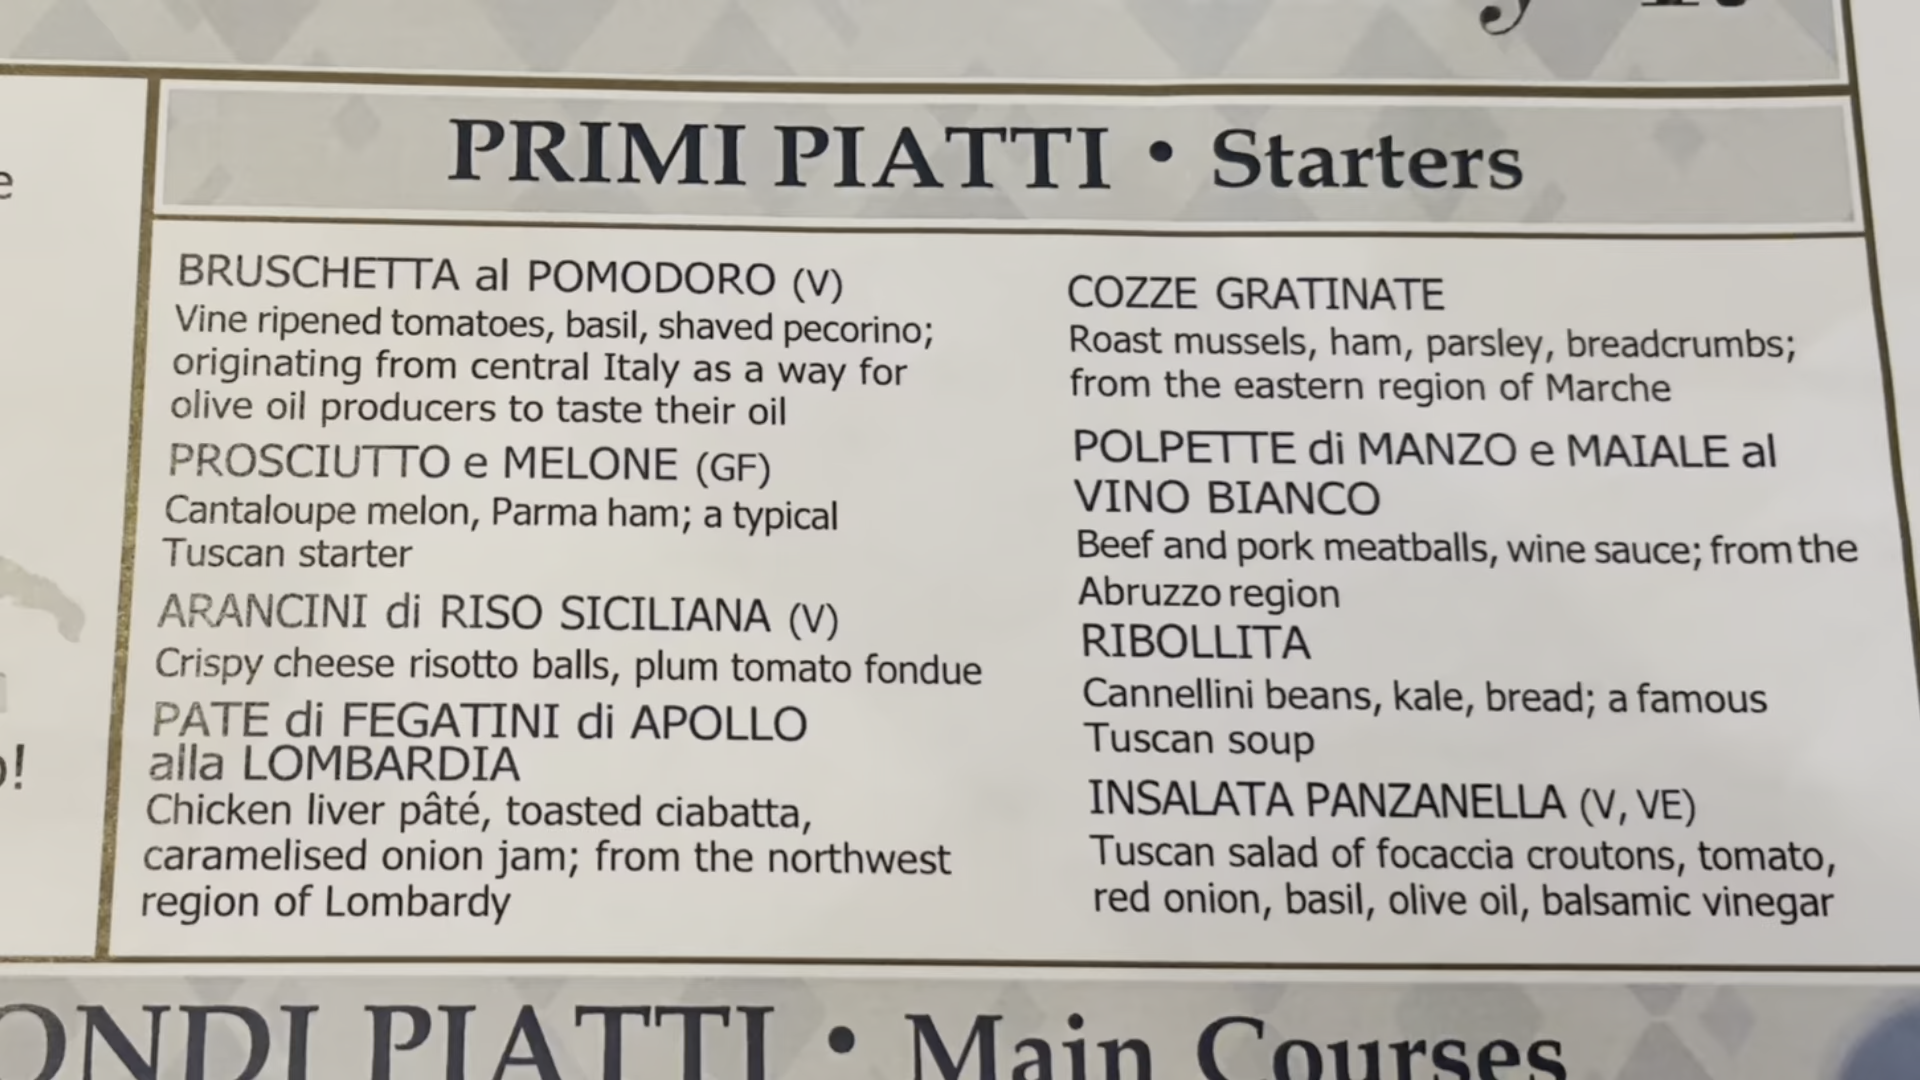 PRIMI PIATTI • Starters
BRUSCHETTA al POMODORO (V)
Vine ripened tomatoes, basil, shaved pecorino;
originating from central Italy as a way for
olive oil producers to taste their oil
PROSCIUTTO e MELONE (GF)
Cantaloupe melon, Parma ham; a typical
Tuscan starter
ARANCINI di RISO SICILIANA (V)
Crispy cheese risotto balls, plum tomato fondue
PATE di FEGATINI di APOLLO
alla LOMBARDIA
Chicken liver pâté, toasted ciabatta,
caramelised onion jam; from the northwest
region of Lombardy
COZZE GRATINATE
Roast mussels, ham, parsley, breadcrumbs;
from the eastern region of Marche
POLPETTE di MANZO e MAIALE al
VINO BIANCO
Beef and pork meatballs, wine sauce; from the
Abruzzo region
RIBOLLITA
Cannellini beans, kale, bread; a famous
Tuscan soup
INSALATA PANZANELLA (V, VE)
Tuscan salad of focaccia croutons, tomato,
red onion, basil, olive oil, balsamic vinegar
ONDI PIATTI • Main Courses